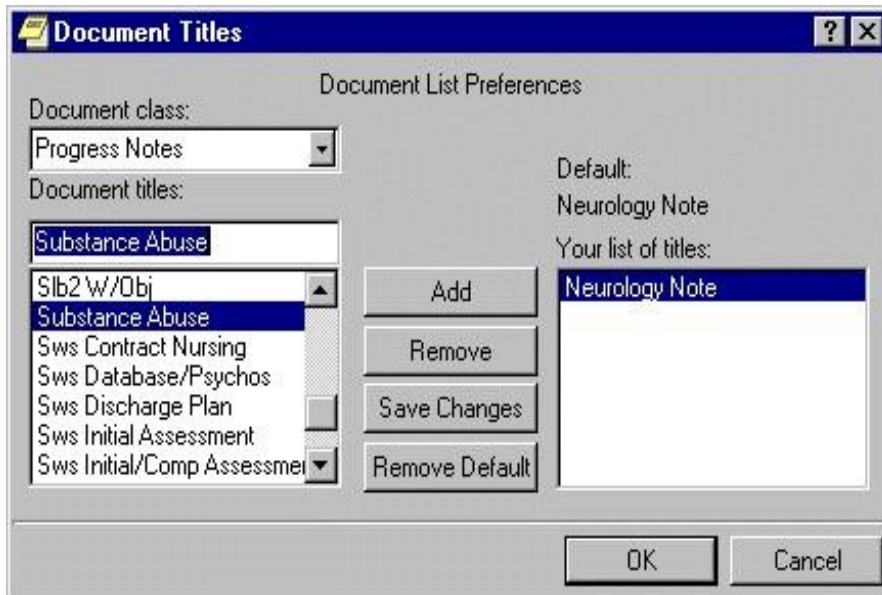 Document Titles
Document List Preferences
Document class:
Progress Notes
Document titles:
Substance Abuse
Slb2 W/Obj
Substance Abuse
Sws Contract Nursing
Sws Database/Psychos
Sws Discharge Plan
Sws Initial Assessment
Sws Initial/Comp Assessmei
Add
Remove
Save Changes
Remove Default
Default:
Neurology Note
Your list of titles:
Neurology Note
OK
Cancel